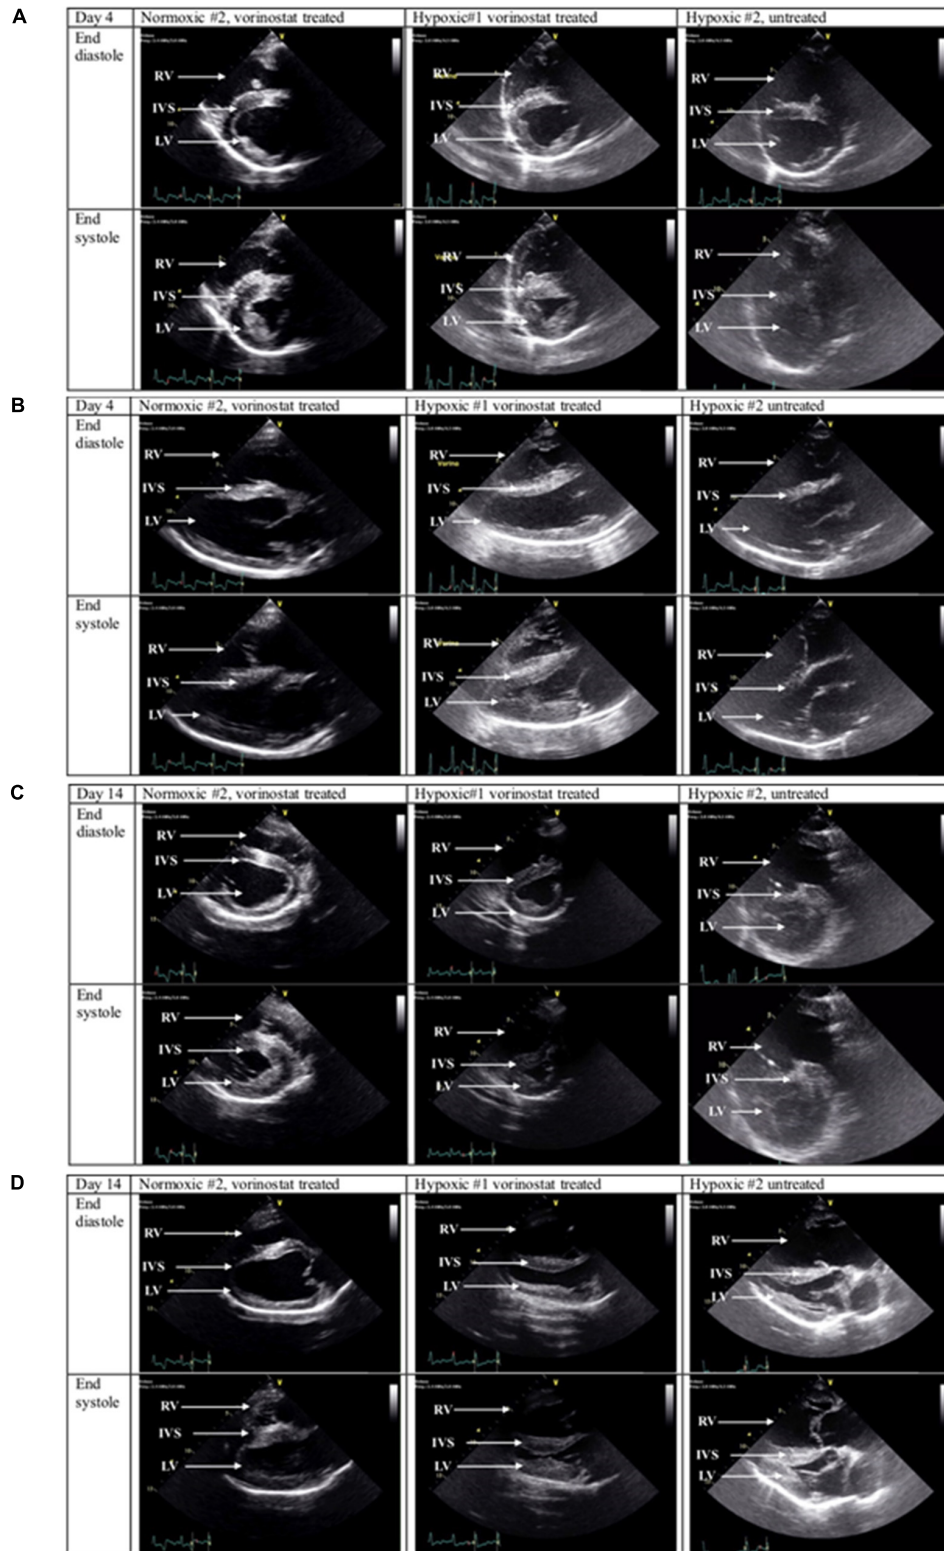 A
Day 4 Normoxic #2, vorinostat treated Hypoxic#1 vorinostat treated Hypoxic #2, untreated
End diastole
RV RV RV
IVS IVS IVS
LV LV LV
End systole
RV RV RV
IVS IVS IVS
LV LV LV
B
Day 4 Normoxic #2, vorinostat treated Hypoxic #1 vorinostat treated Hypoxic #2 untreated
End diastole
RV RV RV
IVS IVS IVS
LV LV LV
End systole
RV RV RV
IVS IVS IVS
LV LV LV
C
Day 14 Normoxic #2, vorinostat treated Hypoxic#1 vorinostat treated Hypoxic #2, untreated
End diastole
RV RV RV
IVS IVS IVS
LV LV LV
End systole
RV RV RV
IVS IVS IVS
LV LV LV
D
Day 14 Normoxic #2, vorinostat treated Hypoxic #1 vorinostat treated Hypoxic #2 untreated
End diastole
RV RV RV
IVS IVS IVS
LV LV LV
End systole
RV RV RV
IVS IVS IVS
LV LV LV